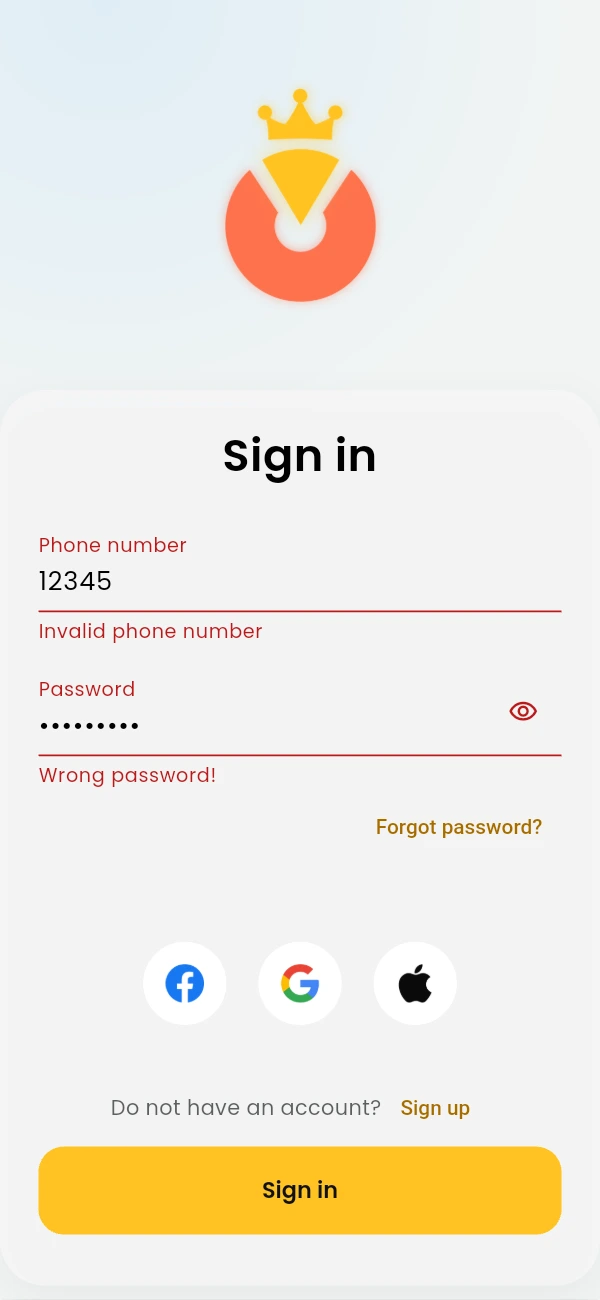 Sign in
Phone number
12345
Invalid phone number
Password
•••••••••
Wrong password!
Forgot password?
Do not have an account? Sign up
Sign in